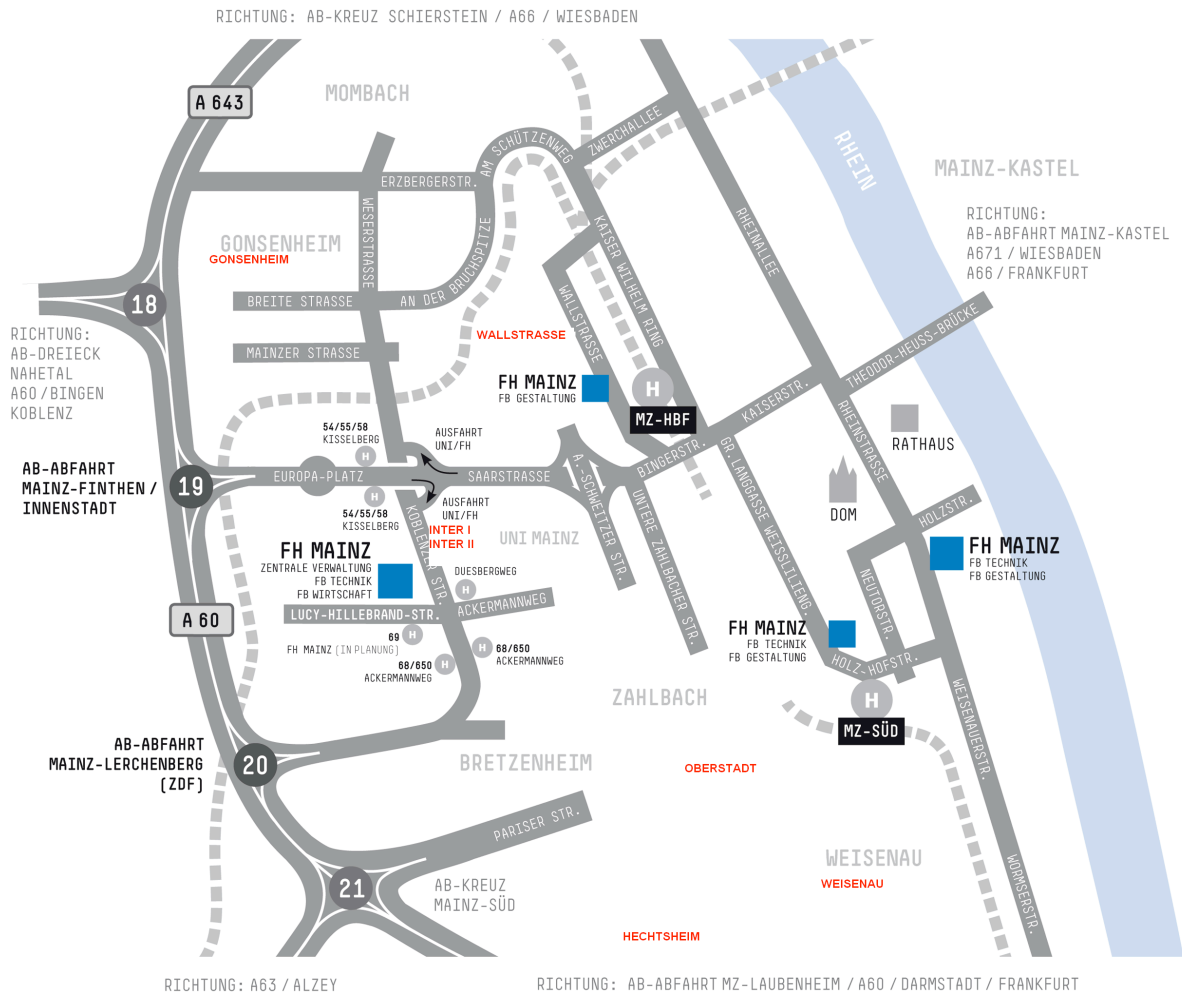 RICHTUNG: AB-KREUZ SCHIERSTEIN / A66 / WIESBADEN
MOMBACH
A 643
AM SCHÜTZENWEG
ZWERCHALLEE
RHEIN
MAINZ-KASTEL
ERZBERGERSTR.
WESERSTRASSE
RICHTUNG:
AB-ABFAHRT MAINZ-KASTEL
A671 / WIESBADEN
A66 / FRANKFURT
GONSENHEIM
GONSENHEIM
KAISER WILHELM RING
RHEINALLEE
18
BREITE STRASSE
AN DER BRUCHSPITZE
WALLSTRASSE
WALLSTRASSE
THEODOR-HEUSS-BRÜCKE
RICHTUNG:
AB-DREIECK
NAHETAL
A60 / BINGEN
KOBLENZ
MAINZER STRASSE
FH MAINZ
FB GESTALTUNG
H
MZ-HBF
KAISERSTR.
RHEINSTRASSE
RATHAUS
54/55/58
KISSELBERG
H
AUSFAHRT
UNI/FH
BINGERSTR.
GR.LANGGASSE WEISSLILIENG.
AB-ABFAHRT
MAINZ-FINTHEN /
INNENSTADT
19
EUROPA-PLATZ
SAARSTRASSE
A.-SCHWEITZER STR.
UNTERE ZAHLBACHER STR.
DOM
H
54/55/58
KISSELBERG
AUSFAHRT
UNI/FH
HOLZSTR.
KOBLENZER STR.
INTER I
INTER II
UNI MAINZ
FH MAINZ
ZENTRALE VERWALTUNG
FB TECHNIK
FB WIRTSCHAFT
FH MAINZ
FB TECHNIK
FB GESTALTUNG
NEUTORSTR.
DUESBERGWEG
H
ACKERMANNWEG
A 60
LUCY-HILLEBRAND-STR.
H
69
FH MAINZ (IN PLANUNG)
FH MAINZ
FB TECHNIK
FB GESTALTUNG
H
68/650
ACKERMANNWEG
68/650
ACKERMANNWEG
H
HOLZ-HOFSTR.
ZAHLBACH
H
MZ-SÜD
WEISENAUERSTR.
AB-ABFAHRT
MAINZ-LERCHENBERG
(ZDF)
20
BRETZENHEIM
OBERSTADT
PARISER STR.
WEISENAU
WEISENAU
21
AB-KREUZ
MAINZ-SÜD
WORMSERSTR.
HECHTSHEIM
RICHTUNG: A63 / ALZEY
RICHTUNG: AB-ABFAHRT MZ-LAUBENHEIM / A60 / DARMSTADT / FRANKFURT